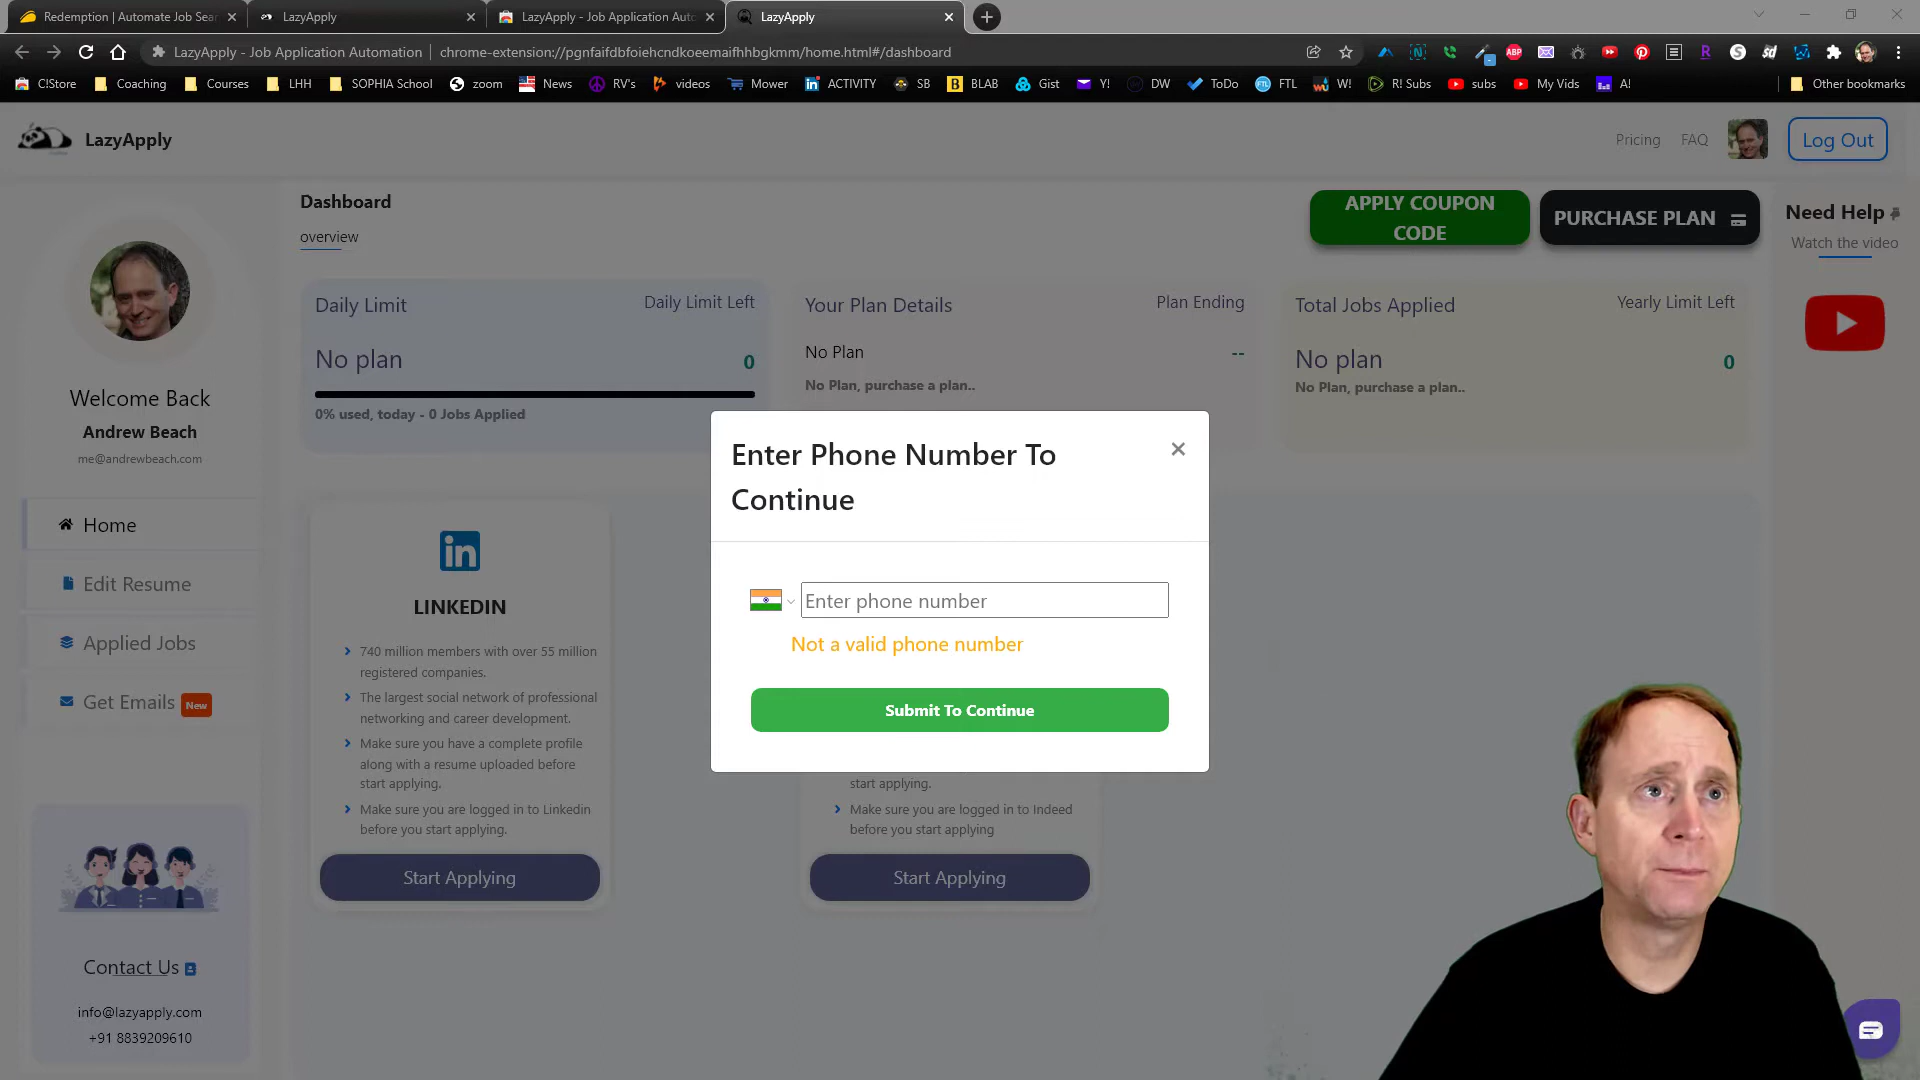 Redemption | Automate Job Sear
LazyApply
LazyApply - Job Application Auto
LazyApply
LazyApply - Job Application Automation | chrome-extension://pgnfaifdbfoiehcndkoeemaifhhbgkmm/home.html#/dashboard
C!Store Coaching Courses LHH SOPHIA School zoom News RV's videos Mower ACTIVITY SB BLAB Gist Y! DW ToDo FTL W! R! Subs subs My Vids A! Other bookmarks
LazyApply
Pricing FAQ Log Out
Dashboard
overview
APPLY COUPON
CODE
PURCHASE PLAN
Need Help
Watch the video
Daily Limit Daily Limit Left
No plan 0
0% used, today - 0 Jobs Applied
Your Plan Details Plan Ending
No Plan --
No Plan, purchase a plan..
Total Jobs Applied Yearly Limit Left
No plan 0
No Plan, purchase a plan..
Welcome Back
Andrew Beach
me@andrewbeach.com
Home
Edit Resume
Applied Jobs
Get Emails New
Contact Us
info@lazyapply.com
+91 8839209610
LINKEDIN
740 million members with over 55 million
registered companies.
The largest social network of professional
networking and career development.
Make sure you have a complete profile
along with a resume uploaded before
start applying.
Make sure you are logged in to Linkedin
before you start applying.
Start Applying
Enter Phone Number To
Continue
Enter phone number
Not a valid phone number
Submit To Continue
start applying.
Make sure you are logged in to Indeed
before you start applying
Start Applying